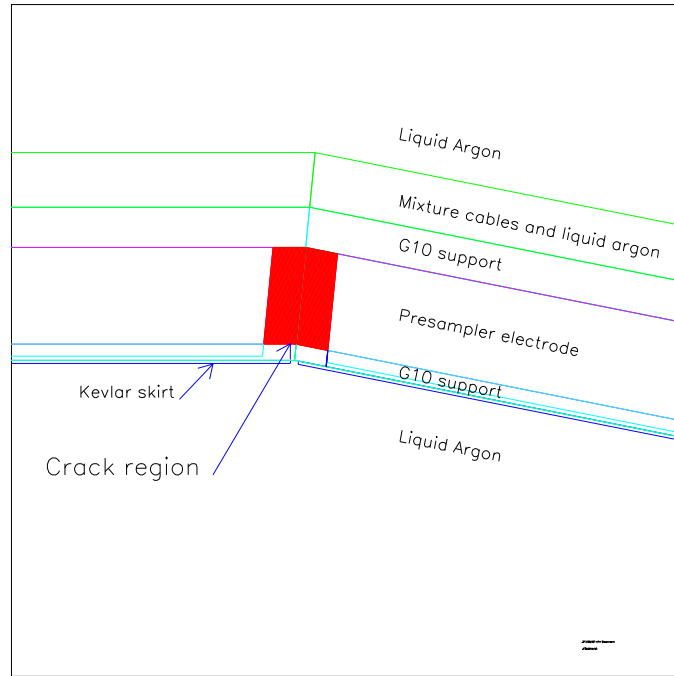 Liquid Argon
Mixture cables and liquid argon
G10 support
Presampler electrode
G10 support
Kevlar skirt
Liquid Argon
Crack region